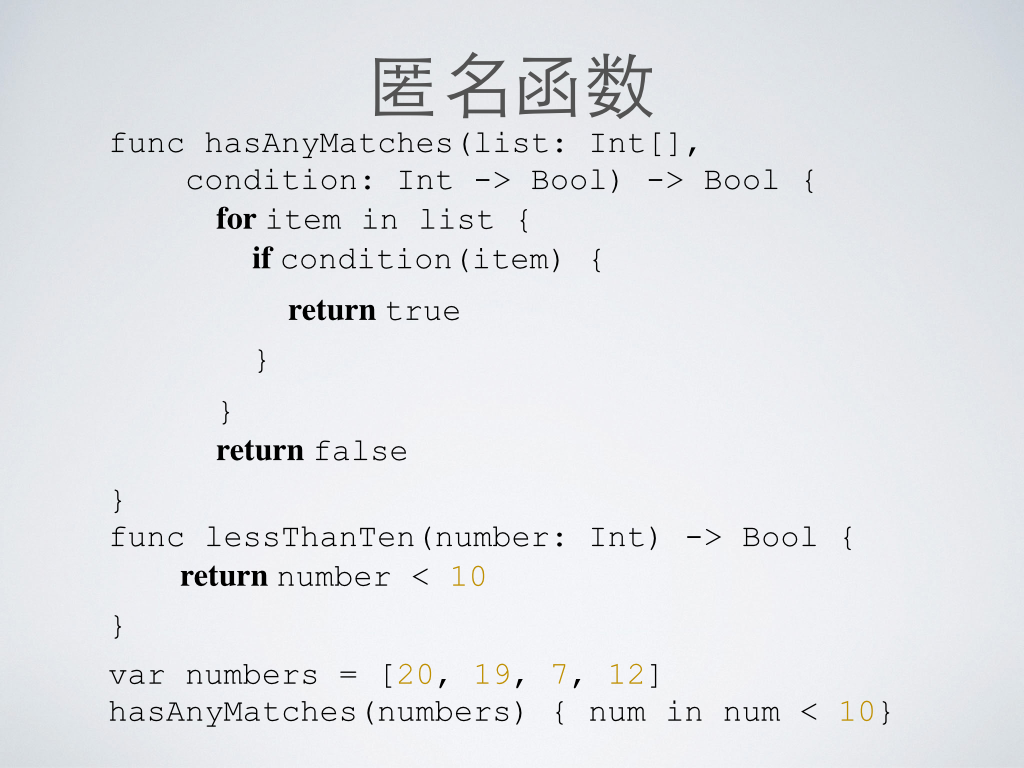 匿名函数
func hasAnyMatches(list: Int[],
condition: Int -> Bool) -> Bool {
for item in list {
if condition(item) {
return true
}
}
return false
}
func lessThanTen(number: Int) -> Bool {
return number < 10
}
var numbers = [20, 19, 7, 12]
hasAnyMatches(numbers) { num in num < 10}